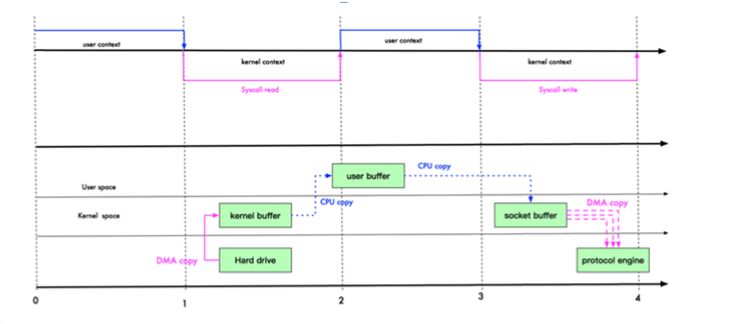 user context
user context
kernel context
kernel context
Syscall read
Syscall write
CPU copy
user buffer
User space
CPU copy
DMA copy
Kernel space
kernel buffer
socket buffer
DMA copy
Hard drive
protocol engine
0
1
2
3
4